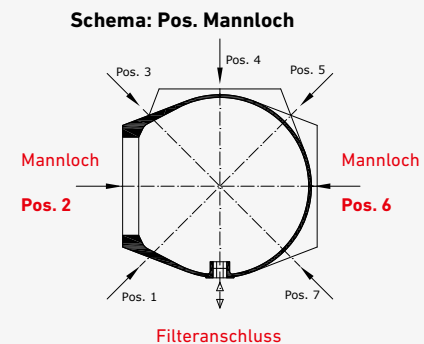 Schema: Pos. Mannloch
Pos. 4
Pos. 3
Pos. 5
Mannloch
Mannloch
Pos. 2
Pos. 6
Pos. 1
Pos. 7
Filteranschluss